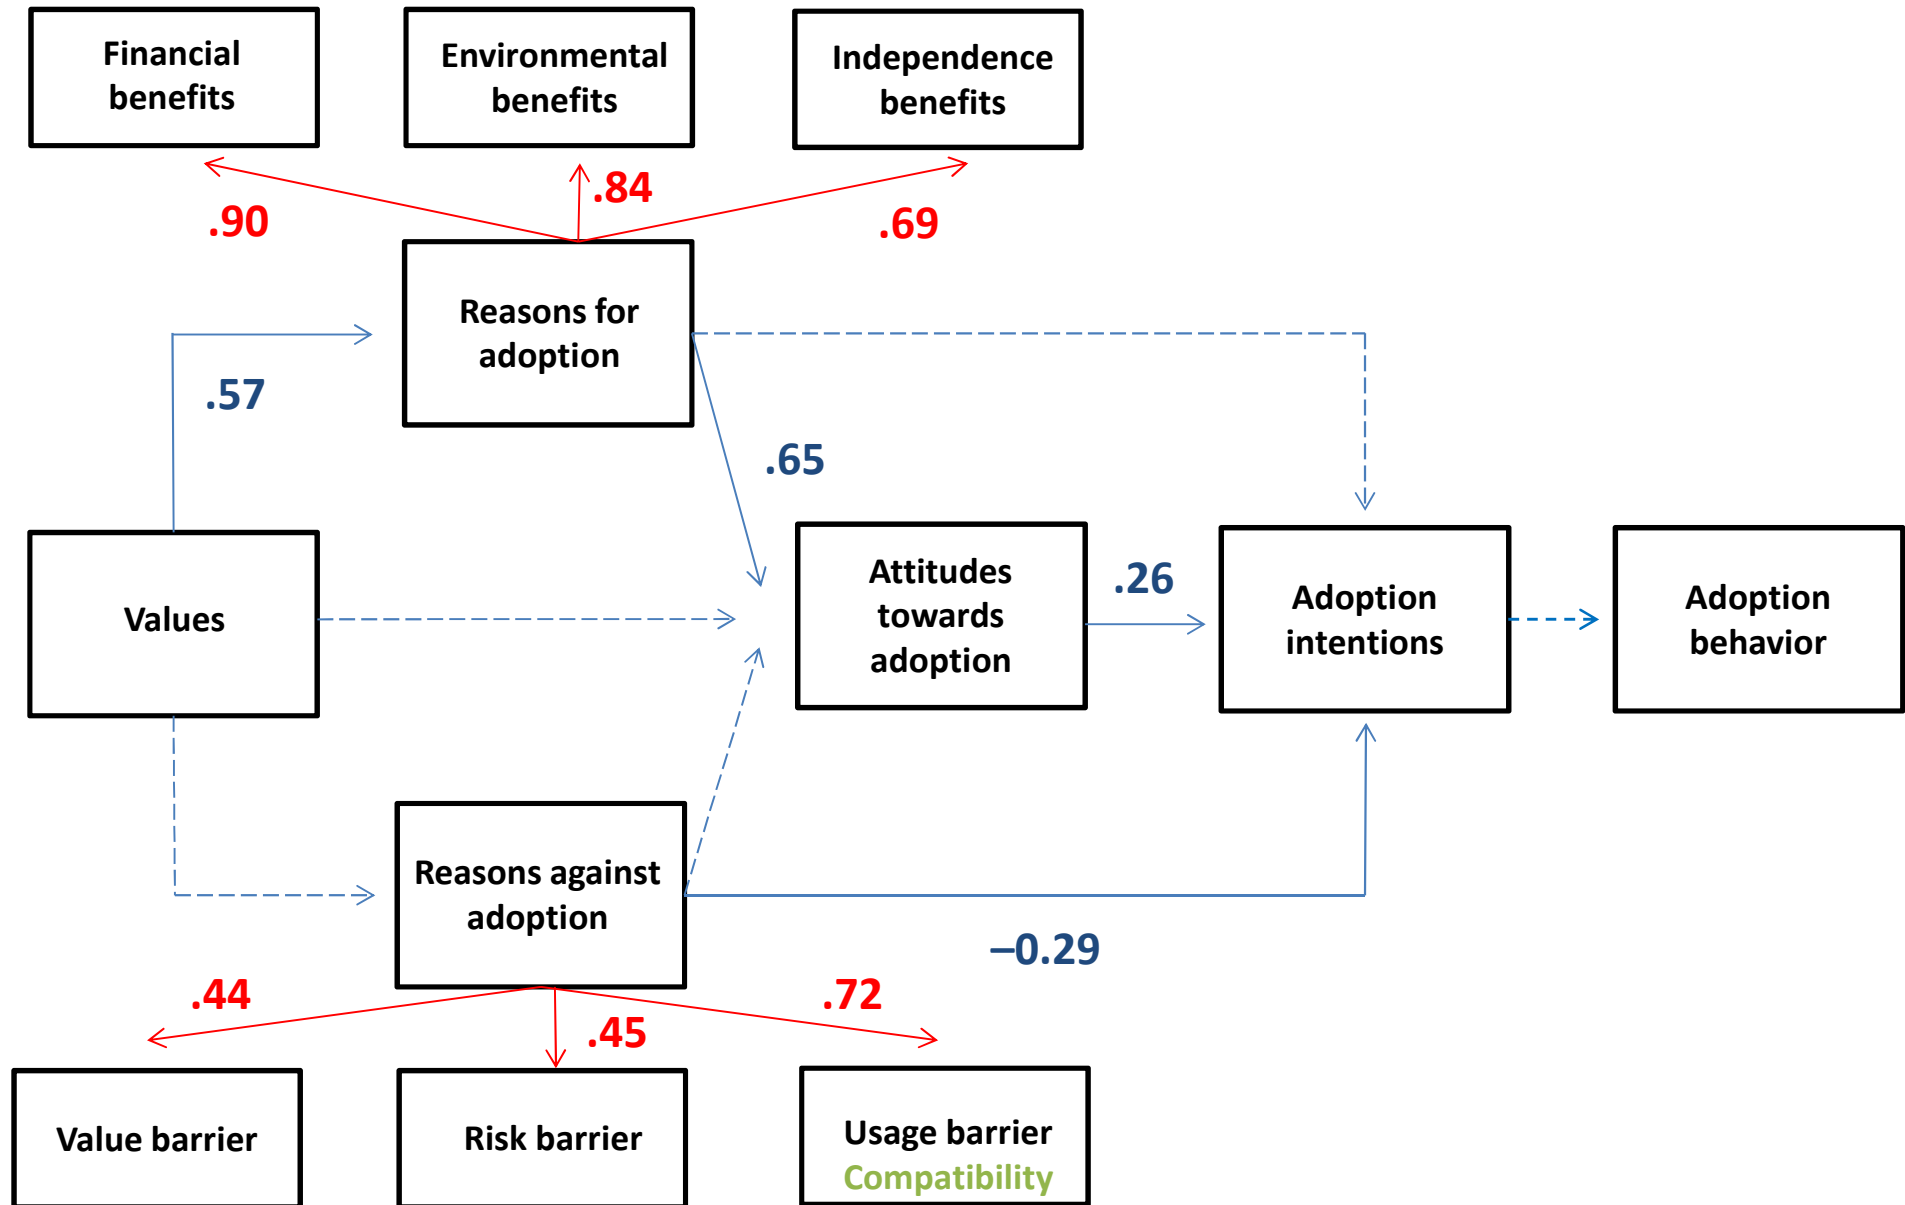 Financial
benefits
Environmental
benefits
Independence
benefits
.90
.84
.69
Reasons for
adoption
.57
.65
Values
Attitudes
towards
adoption
.26
Adoption
intentions
Adoption
behavior
Reasons against
adoption
–0.29
.44
.45
.72
Value barrier
Risk barrier
Usage barrier
Compatibility